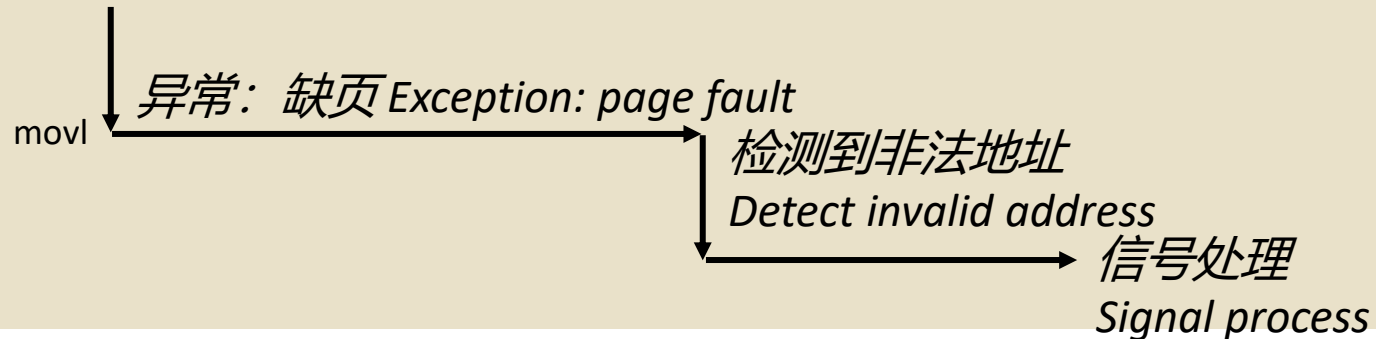 异常：缺页 Exception: page fault
movl
检测到非法地址
Detect invalid address
信号处理
Signal process